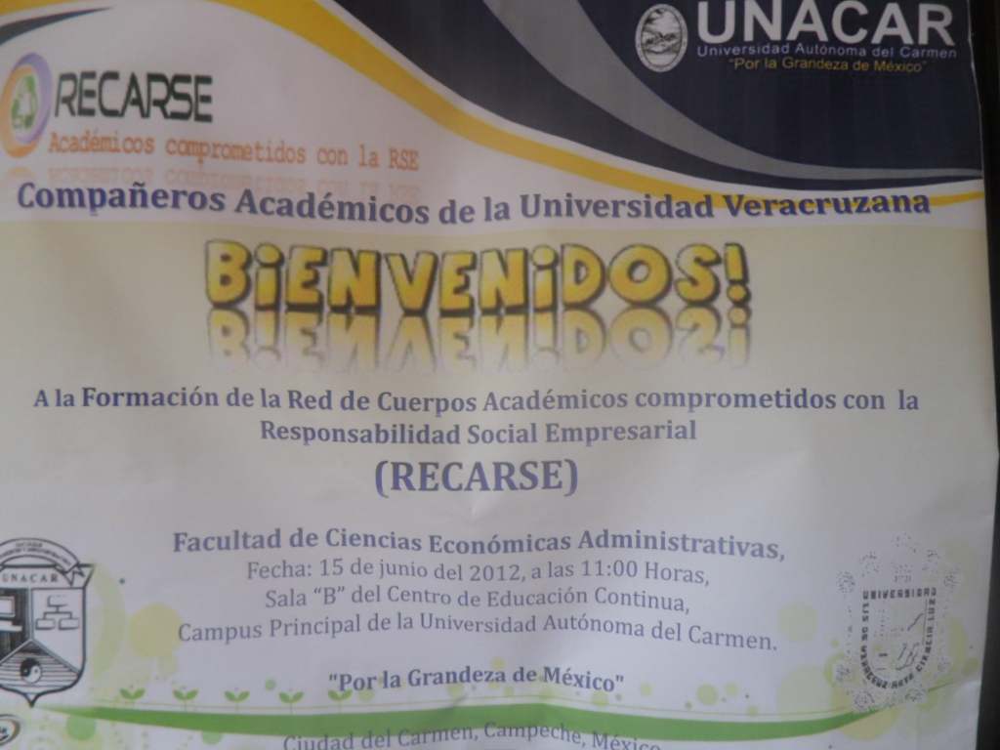 UNACAR
Universidad Autónoma del Carmen
"Por la Grandeza de México"
RECARSE
Académicos comprometidos con la RSE
Compañeros Académicos de la Universidad Veracruzana
BiENVENiDOS!
A la Formación de la Red de Cuerpos Académicos comprometidos con la
Responsabilidad Social Empresarial
(RECARSE)
Facultad de Ciencias Económicas Administrativas,
Fecha: 15 de junio del 2012, a las 11:00 Horas,
Sala "B" del Centro de Educación Continua,
Campus Principal de la Universidad Autónoma del Carmen.
UNACAR
UNIVERSIDAD
"Por la Grandeza de México"
Ciudad del Carmen, Campeche, México